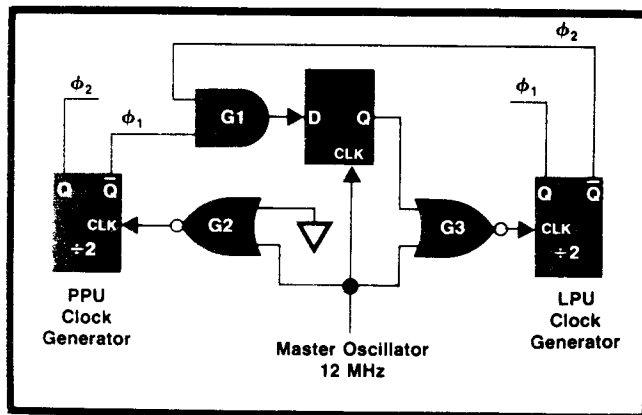 ϕ2
ϕ2
ϕ1
ϕ1
G1
D Q
CLK
Q Q̅
CLK
÷2
G2
G3
Q Q̅
CLK
÷2
PPU
Clock
Generator
Master Oscillator
12 MHz
LPU
Clock
Generator